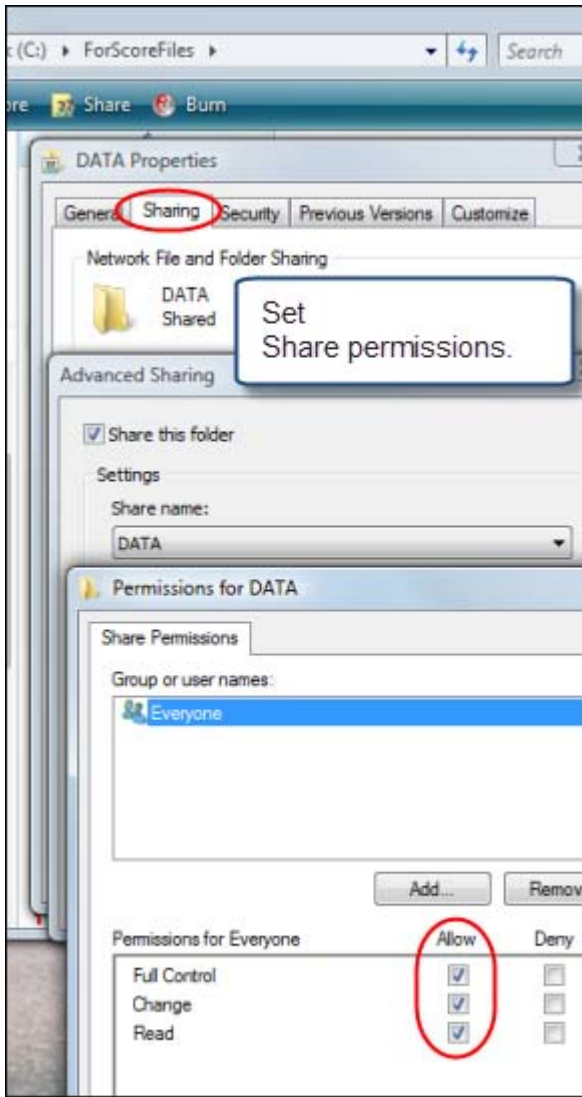 (C:) ▸ ForScoreFiles ▸ Search
Share Burn
DATA Properties
General Sharing Security Previous Versions Customize
Network File and Folder Sharing
DATA
Shared
Set
Share permissions.
Advanced Sharing
Share this folder
Settings
Share name:
DATA
Permissions for DATA
Share Permissions
Group or user names:
Everyone
Add... Remov
Permissions for Everyone Allow Deny
Full Control
Change
Read